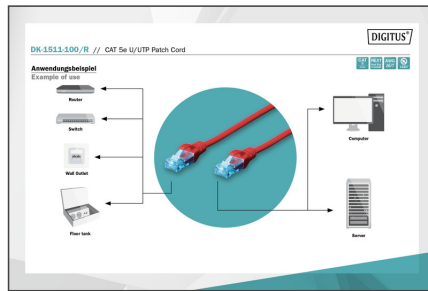 DIGITUS®
DK-1511-100/R // CAT 5e U/UTP Patch Cord
Anwendungsbeispiel
Example of use
Router
Switch
Wall Outlet
Floor tank
Computer
Server